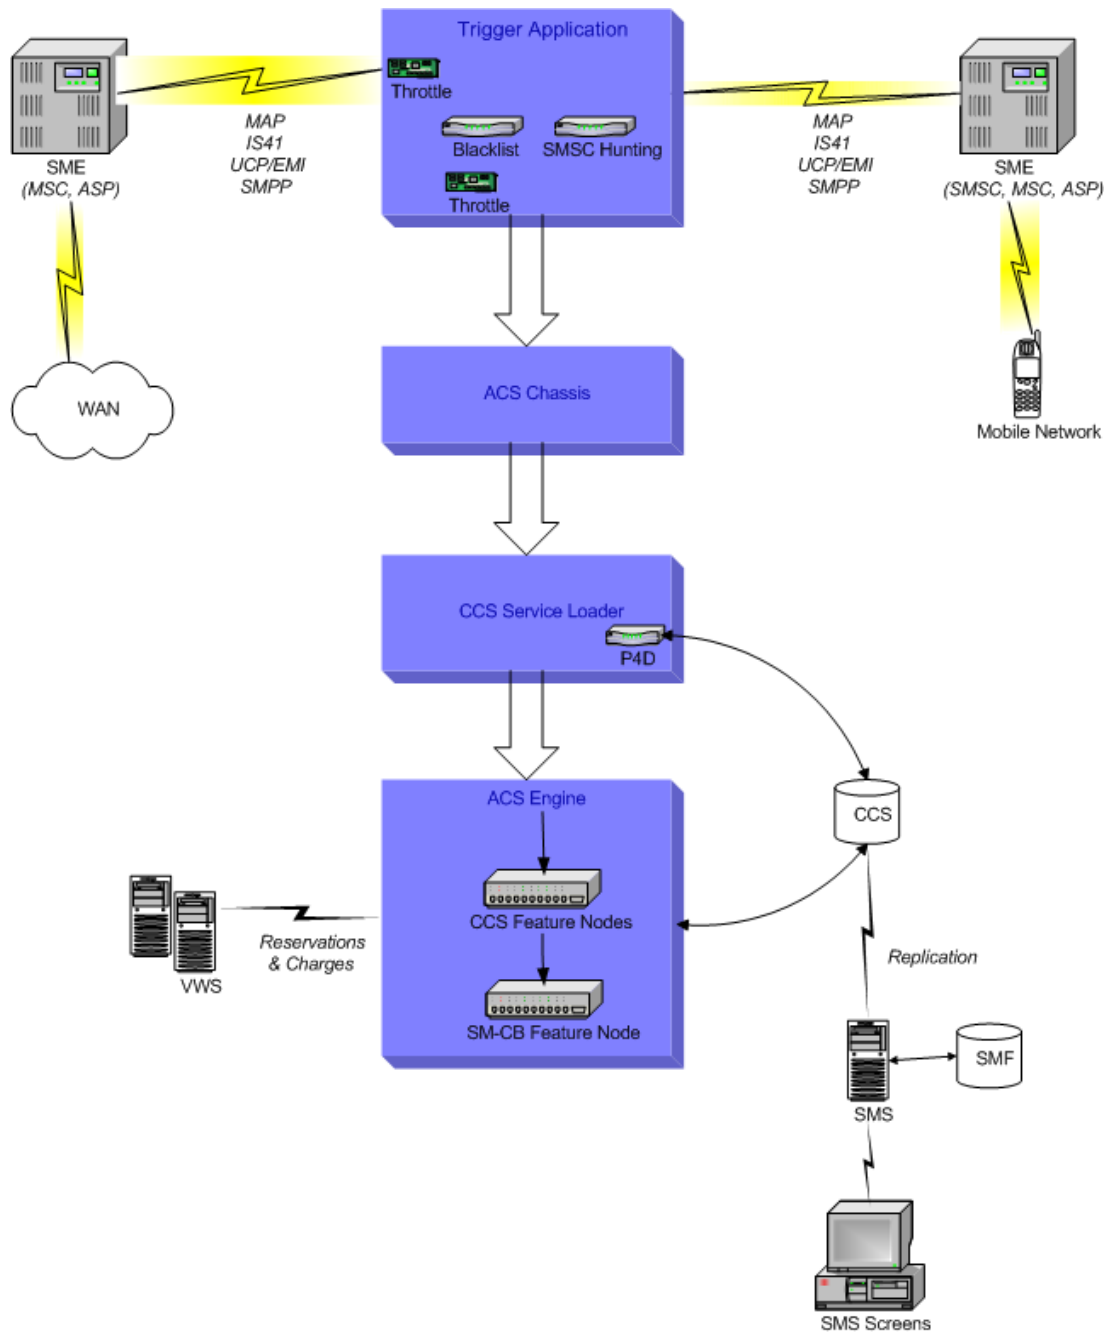 Trigger Application
Throttle
Blacklist
SMSC Hunting
Throttle
SME
(MSC, ASP)
MAP
IS41
UCP/EMI
SMPP
MAP
IS41
UCP/EMI
SMPP
SME
(SMSC, MSC, ASP)
WAN
Mobile Network
ACS Chassis
CCS Service Loader
P4D
ACS Engine
CCS Feature Nodes
SM-CB Feature Node
CCS
VWS
Reservations
& Charges
Replication
SMS
SMF
SMS Screens